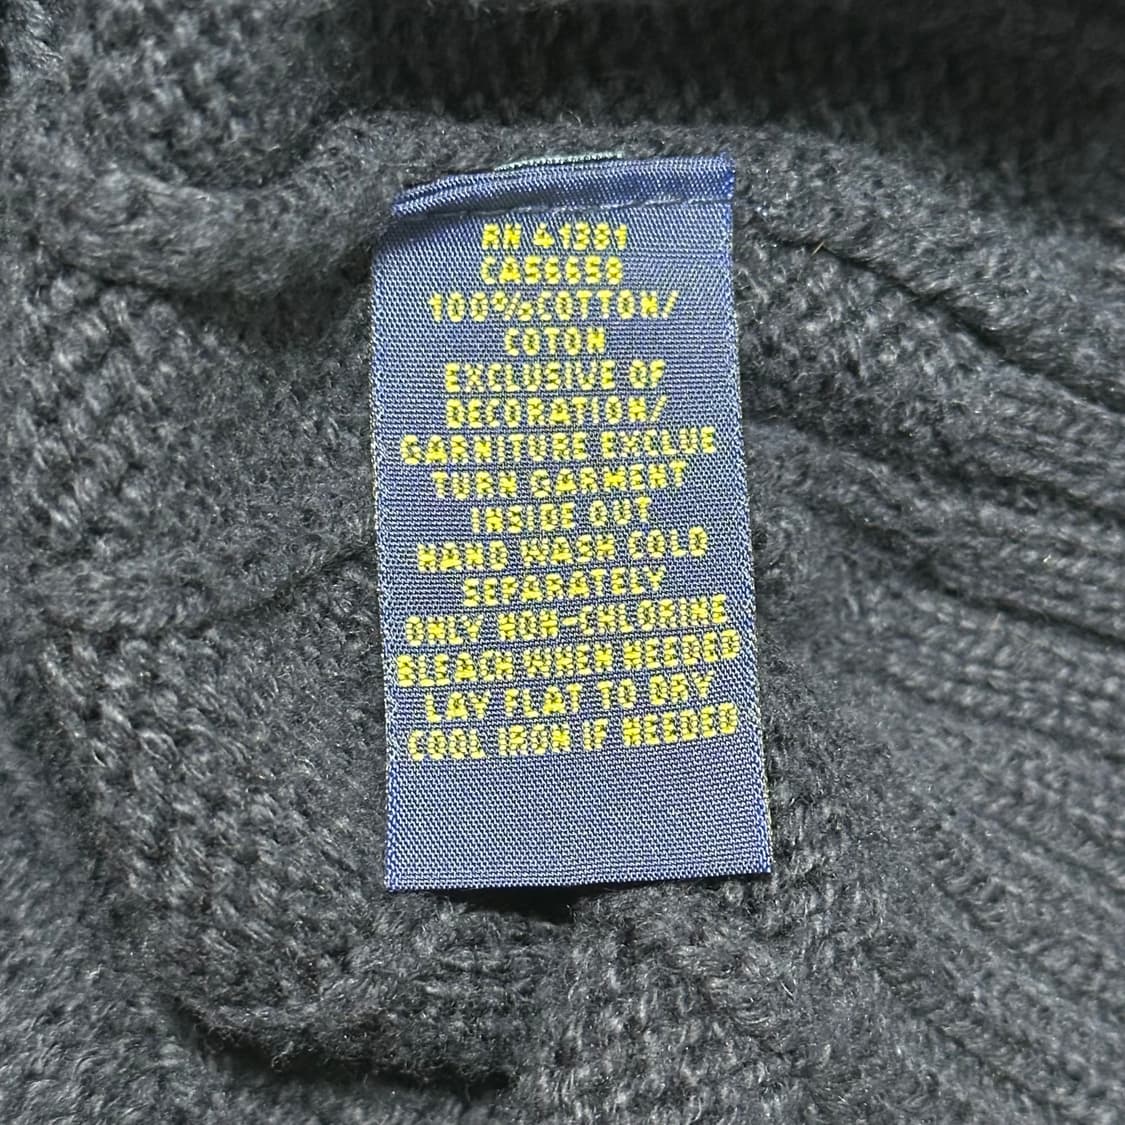 RN 41381
CA55658
100%COTTON/
COTON
EXCLUSIVE OF
DECORATION/
GARNITURE EXCLUE
TURN GARMENT
INSIDE OUT
HAND WASH COLD
SEPARATELY
ONLY NON-CHLORINE
BLEACH WHEN NEEDED
LAY FLAT TO DRY
COOL IRON IF NEEDED